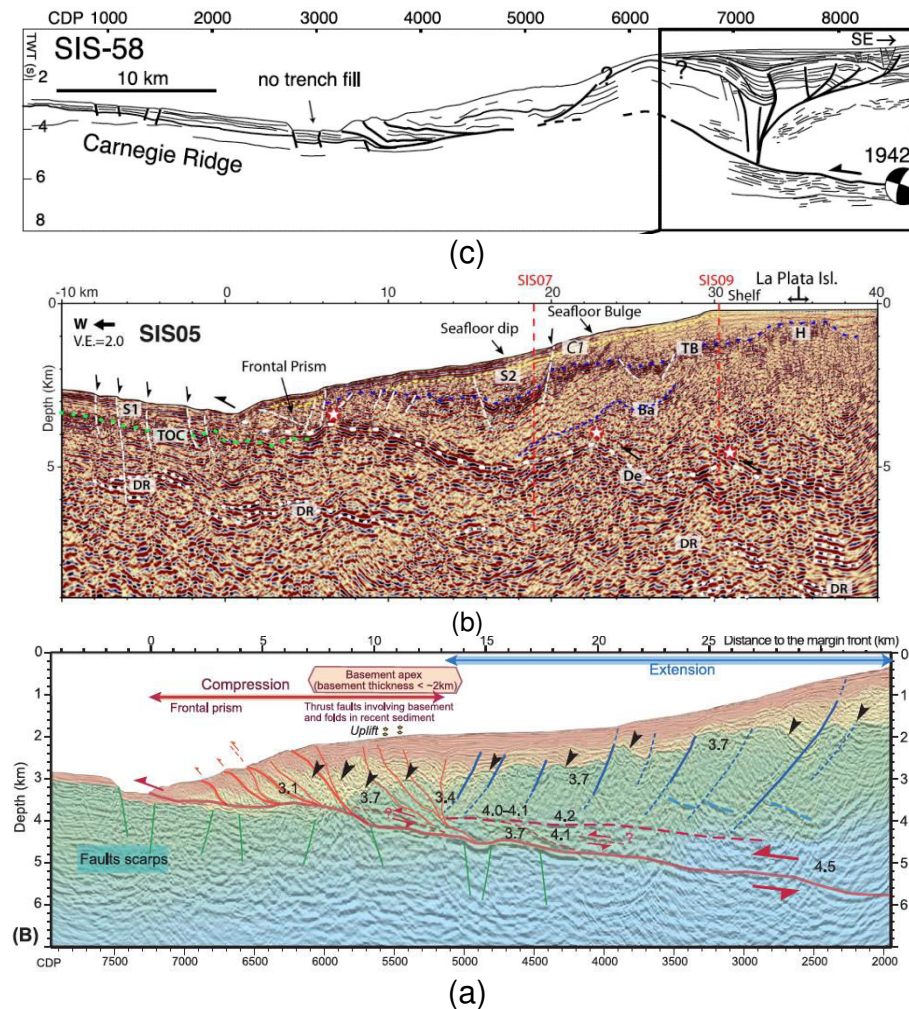 CDP 1000 2000 3000 4000 5000 6000 7000 8000
TWT (s)
SIS-58
SE →
2
10 km
no trench fill
?
?
4
Carnegie Ridge
1942
6
8
(c)
SIS07
SIS09
La Plata Isl.
-10 km 0 10 20 30 Shelf 40
0
0
W
V.E.=2.0
SIS05
Seafloor dip
Seafloor Bulge
C1
TB
H
Frontal Prism
S2
S1
TOC
Ba
Depth (Km)
5
5
De
DR
DR
DR
DR
(b)
0 5 10 15 20 25 Distance to the margin front (km)
0
0
Basement apex
(basement thickness < ~2km)
Extension
Compression
Frontal prism
Thrust faults involving basement
and folds in recent sediment
Uplift
1
1
2
2
3
3
4
4
5
5
6
6
Depth (km)
3.1
3.7
3.4
3.7
3.7
4.0-4.1
4.2
3.7
4.1
?
?
4.5
Faults scarps
(B)
CDP 7500 7000 6500 6000 5500 5000 4500 4000 3500 3000 2500 2000
(a)